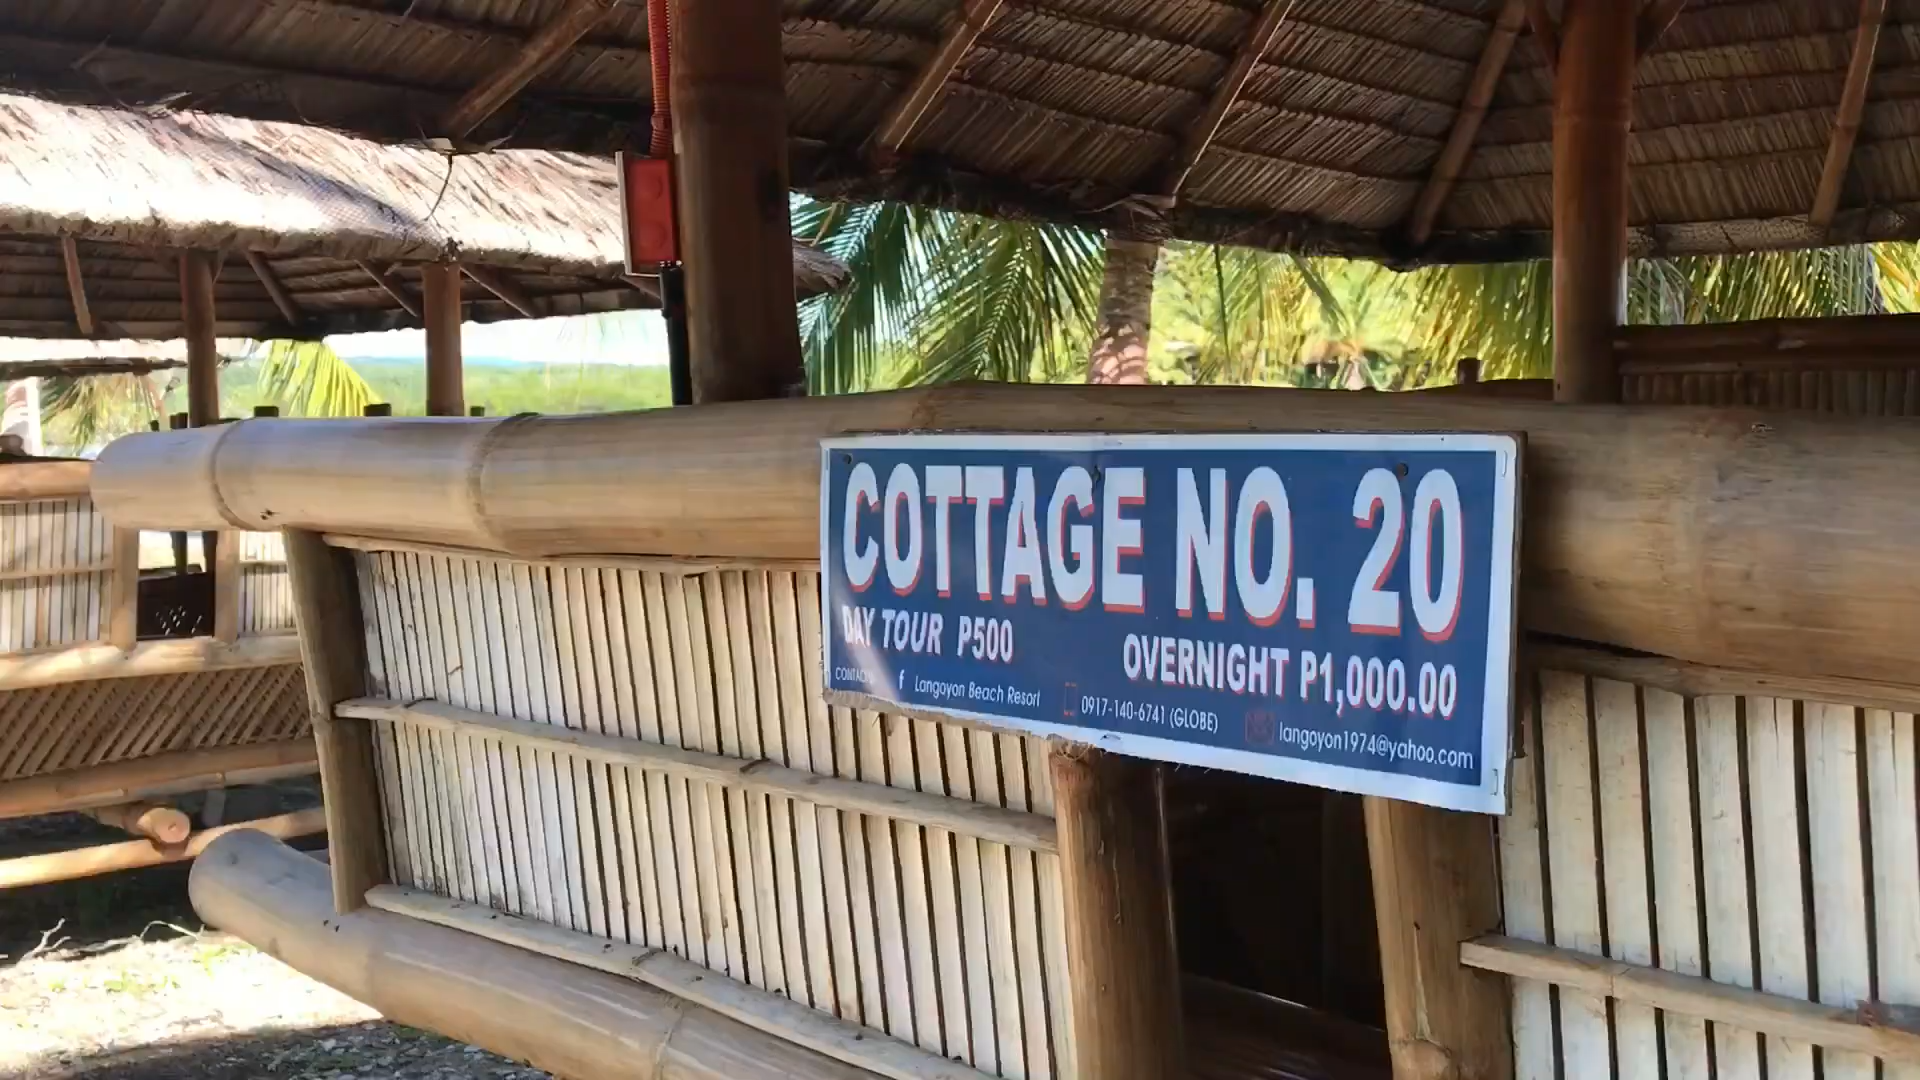 COTTAGE NO. 20
DAY TOUR P500 OVERNIGHT P1,000.00
CONTACT: Langoyon Beach Resort 0917-140-6741 (GLOBE) langoyon1974@yahoo.com